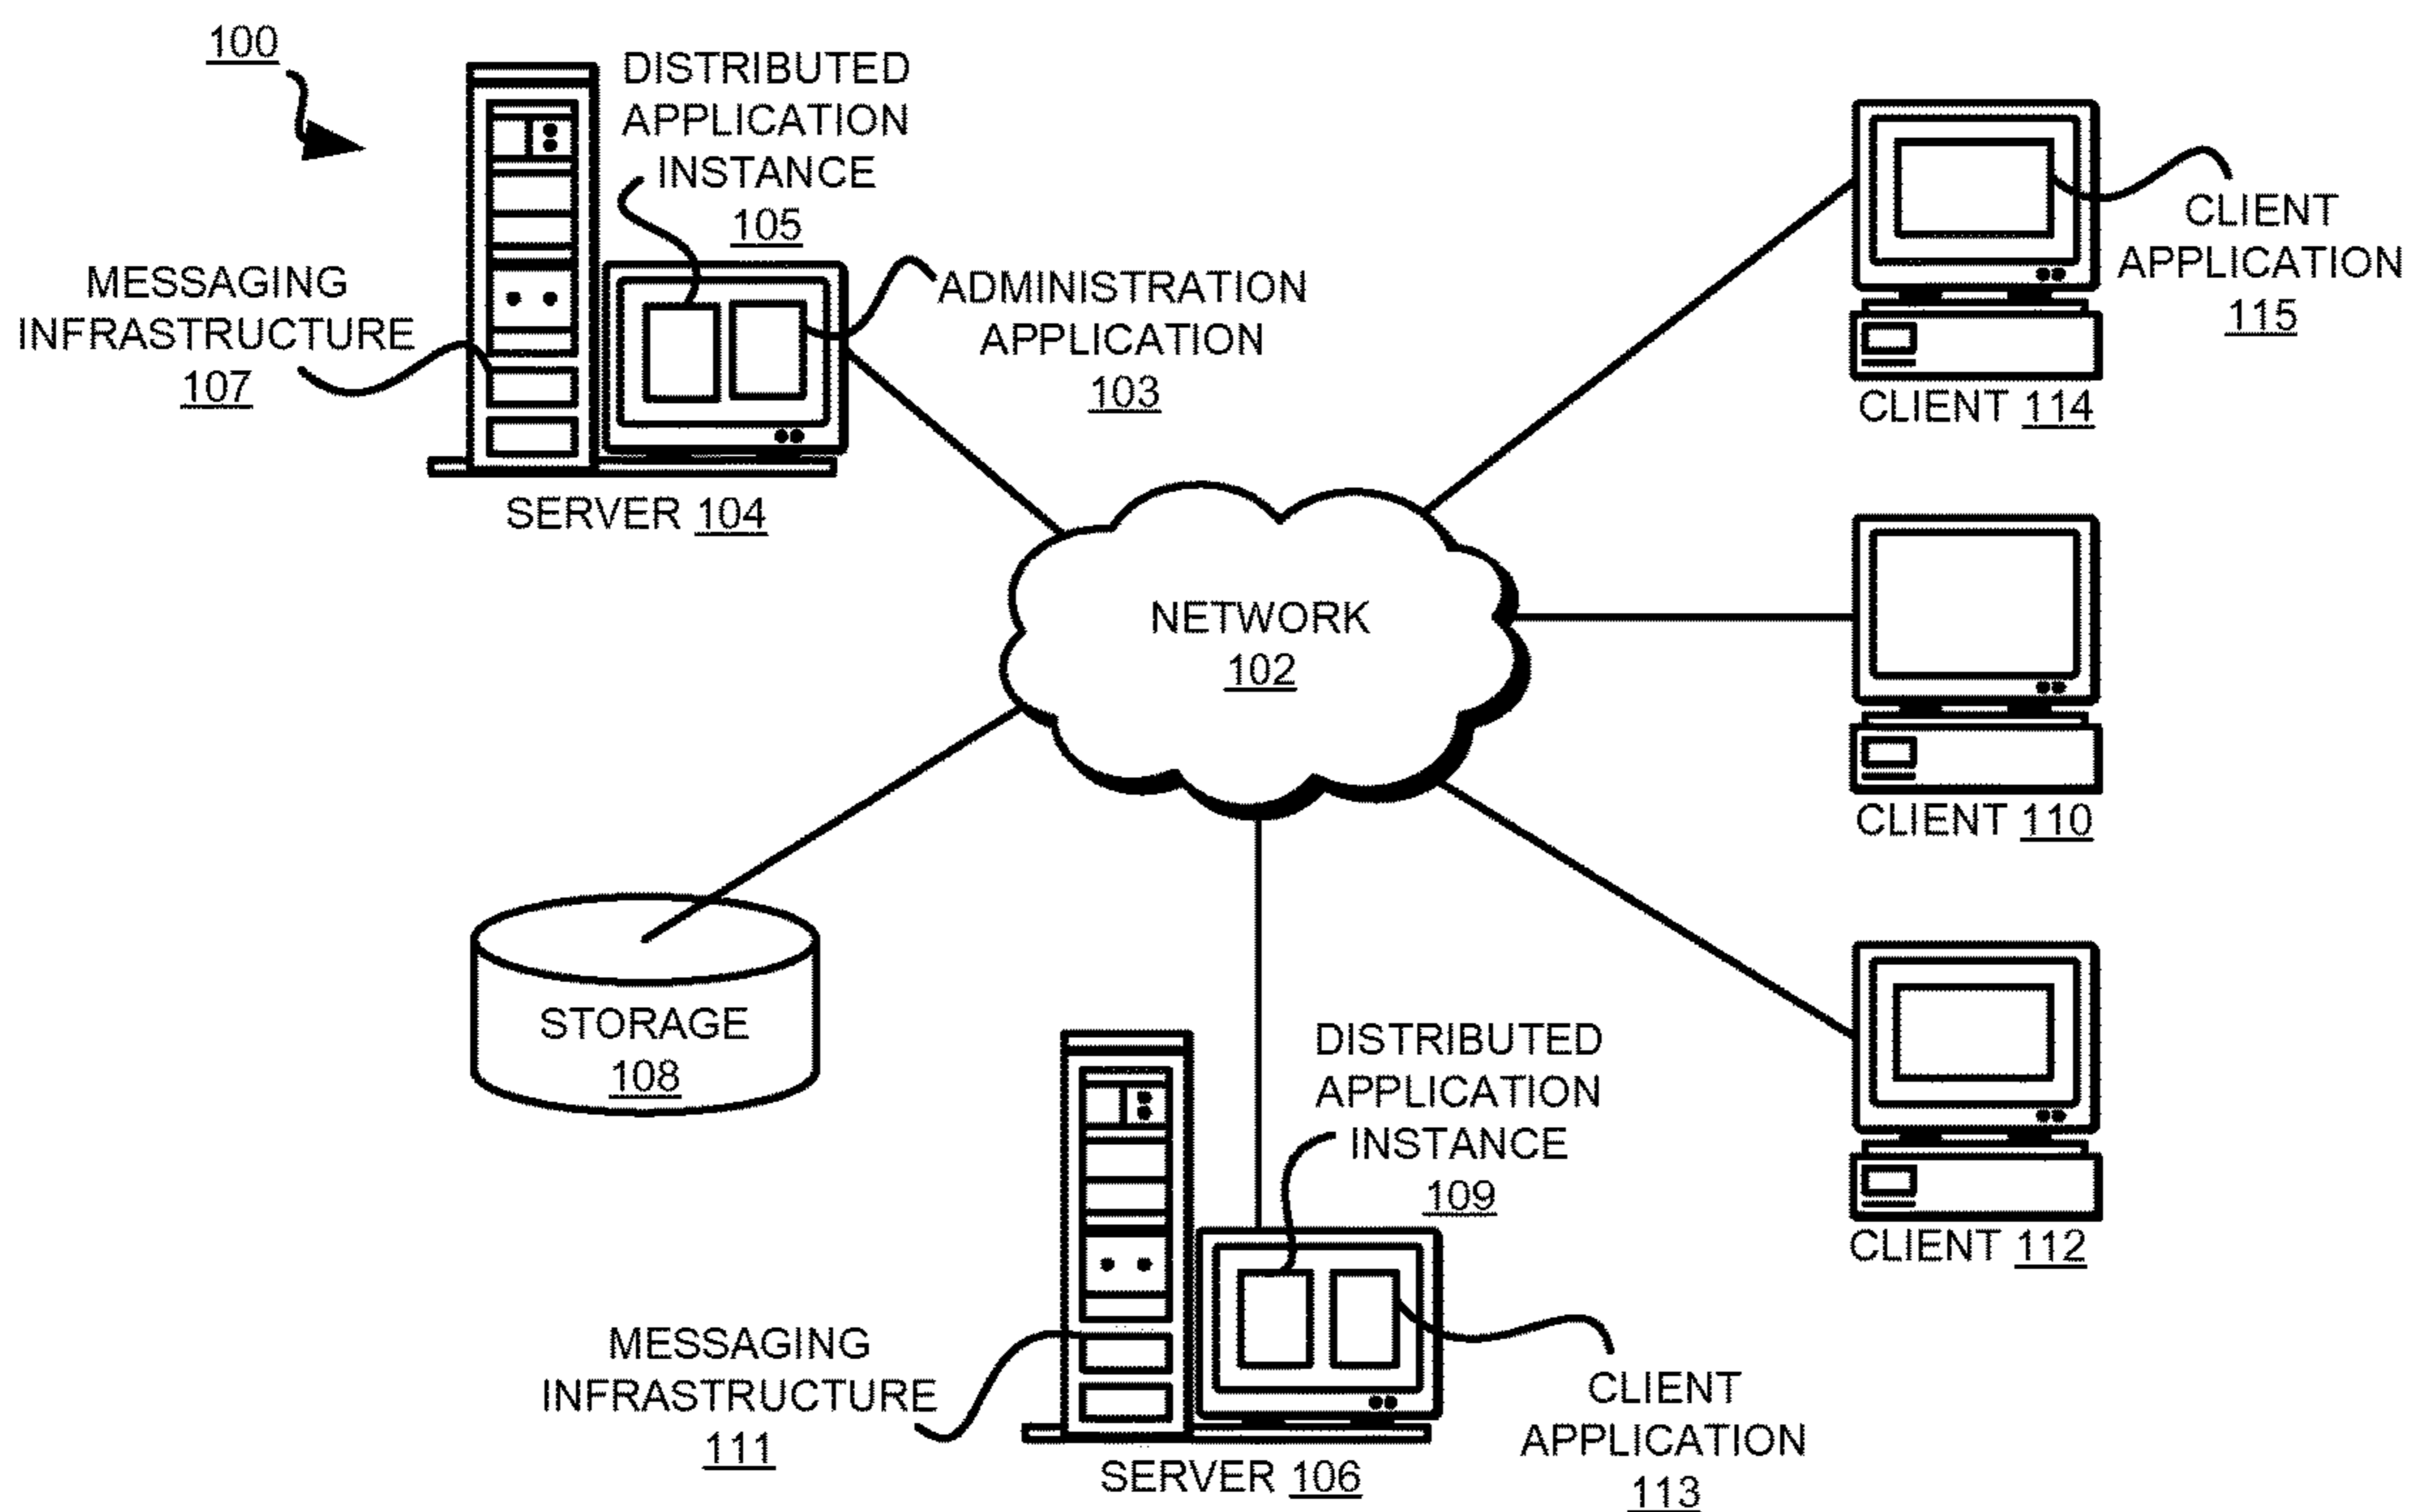 100
DISTRIBUTED
APPLICATION
INSTANCE
105
MESSAGING
INFRASTRUCTURE
107
ADMINISTRATION
APPLICATION
103
SERVER 104
CLIENT
APPLICATION
115
CLIENT 114
NETWORK
102
CLIENT 110
STORAGE
108
DISTRIBUTED
APPLICATION
INSTANCE
109
CLIENT 112
MESSAGING
INFRASTRUCTURE
111
CLIENT
APPLICATION
113
SERVER 106